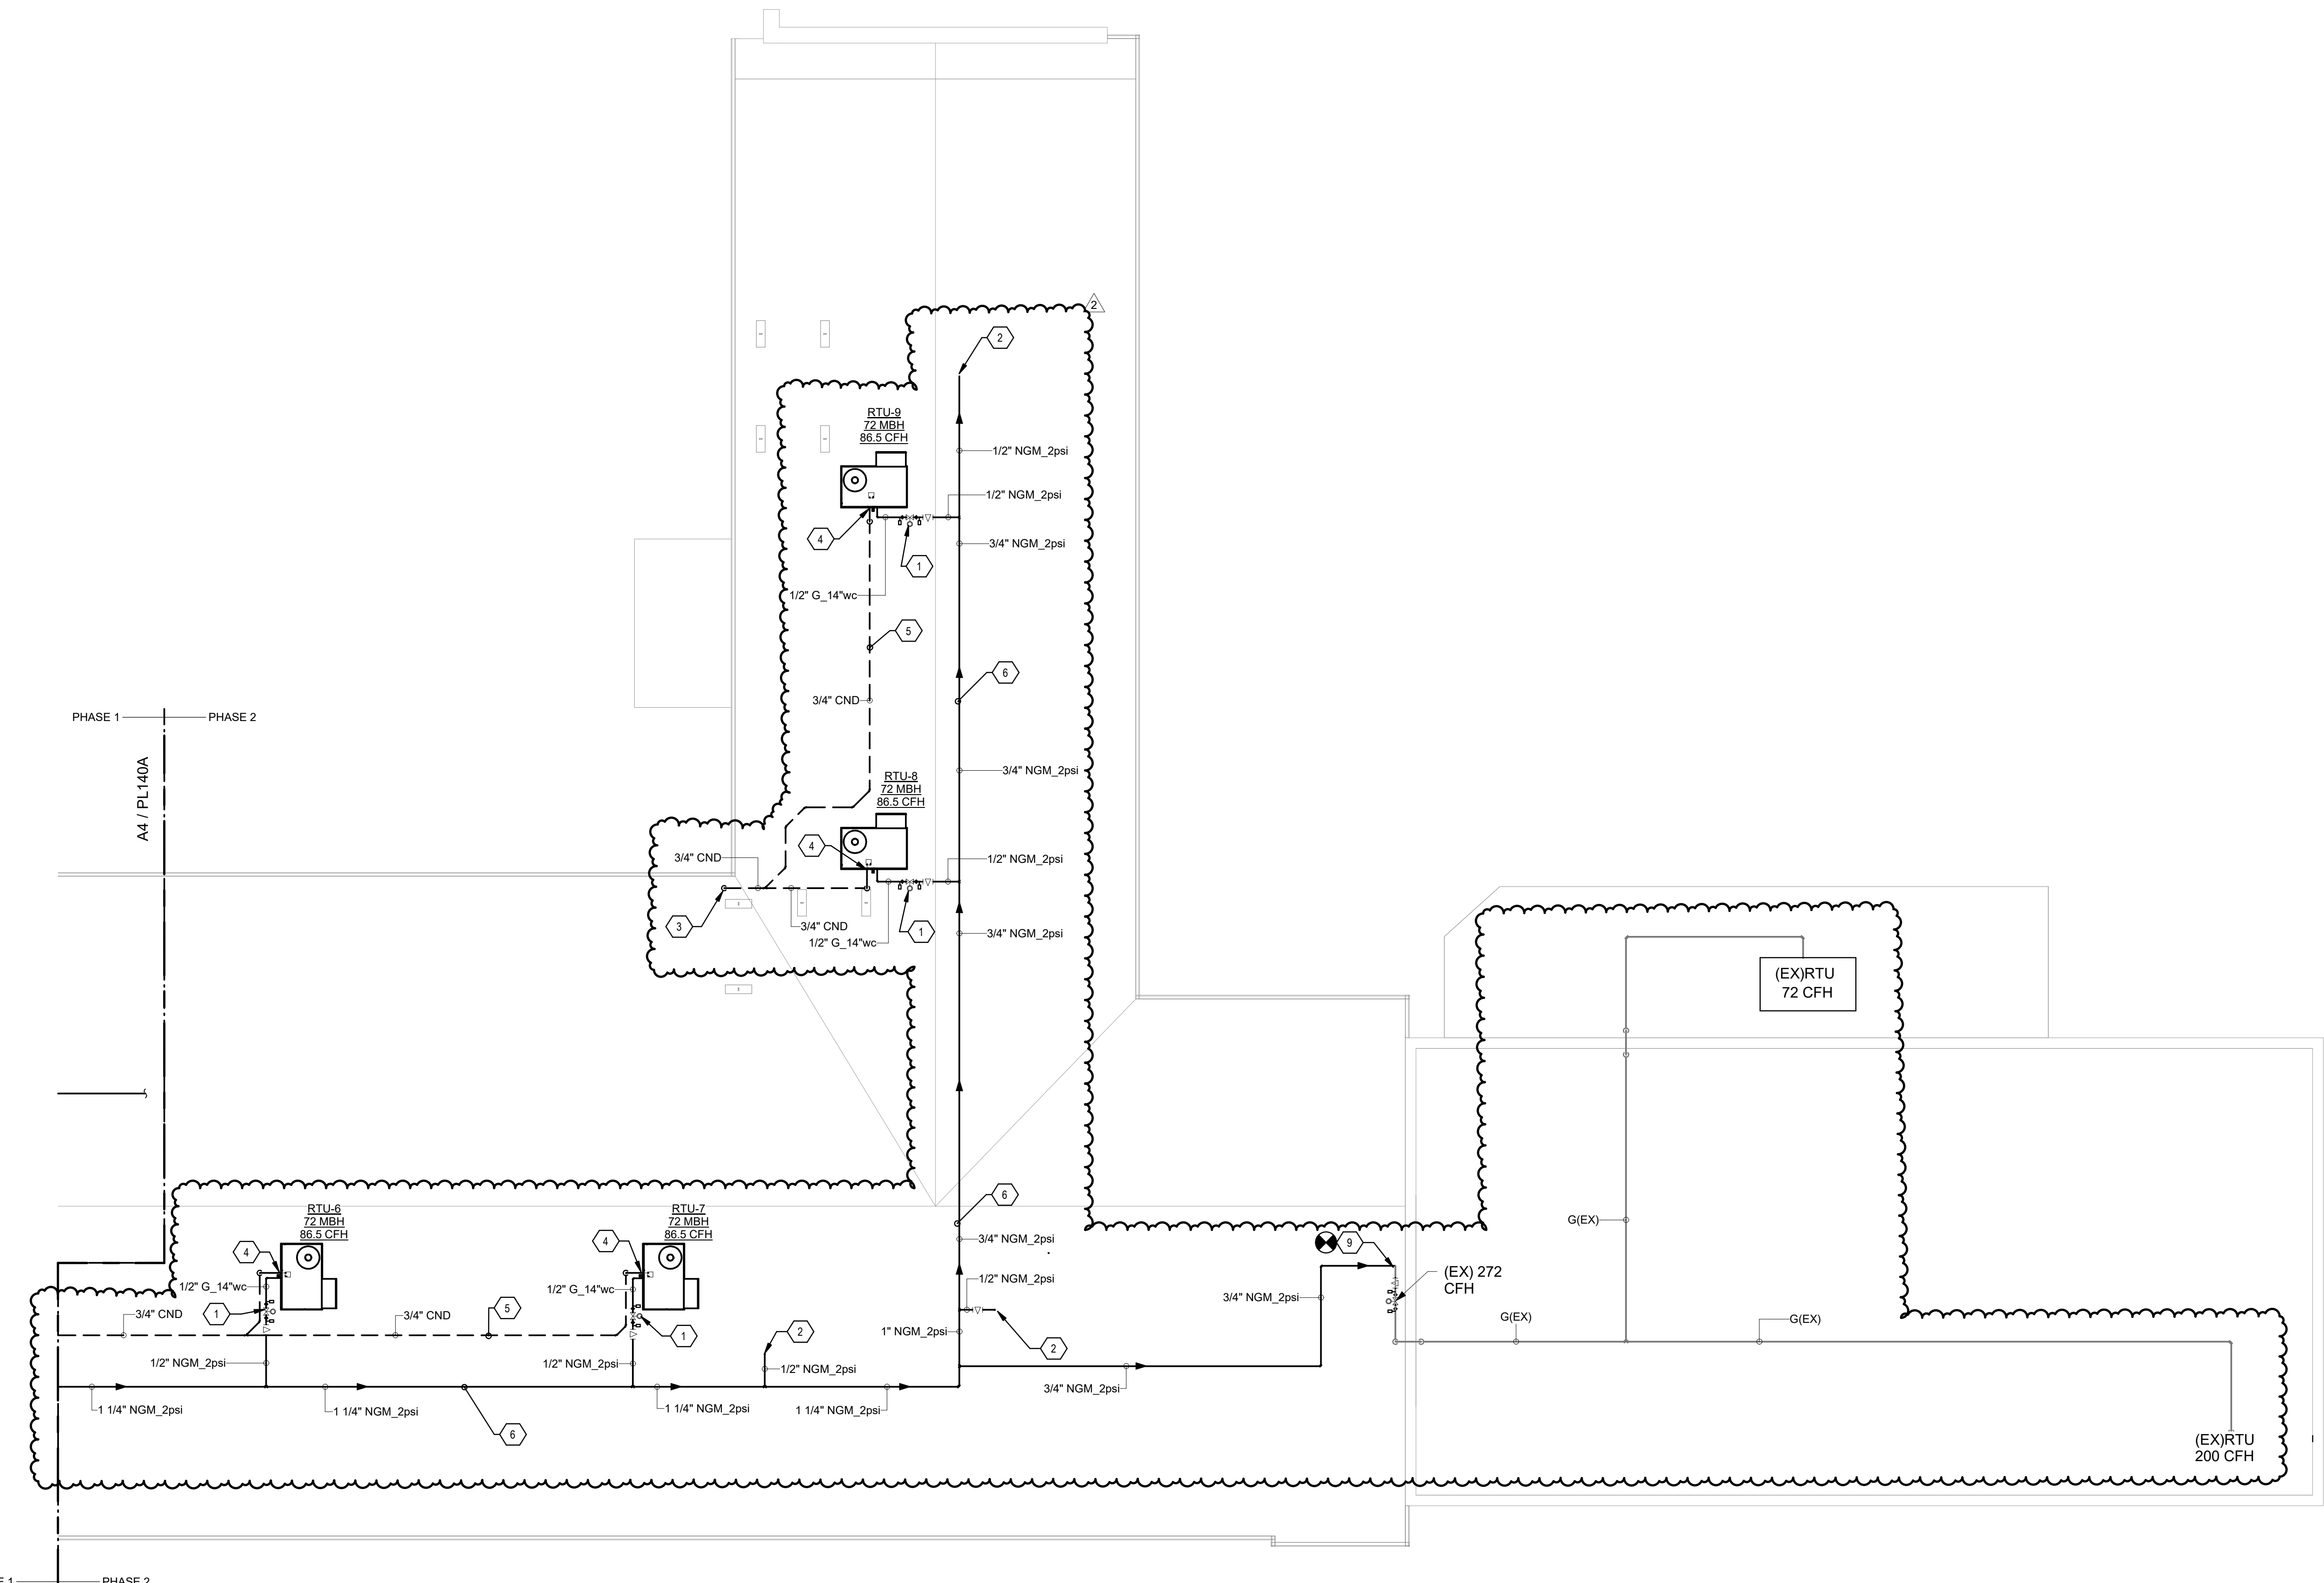 2
2
RTU-9
72 MBH
86.5 CFH
1/2" NGM_2psi
1/2" NGM_2psi
4
3/4" NGM_2psi
1
1/2" G_14"wc
5
6
3/4" CND
PHASE 1
PHASE 2
A4 / PL140A
3/4" NGM_2psi
RTU-8
72 MBH
86.5 CFH
4
3/4" CND
1/2" NGM_2psi
3
3/4" CND
1
3/4" NGM_2psi
1/2" G_14"wc
(EX)RTU
72 CFH
6
RTU-6
72 MBH
86.5 CFH
RTU-7
72 MBH
86.5 CFH
G(EX)
4
4
3/4" NGM_2psi
9
1/2" G_14"wc
1/2" G_14"wc
1/2" NGM_2psi
(EX) 272
CFH
3/4" NGM_2psi
1
3/4" CND
3/4" CND
5
1
2
G(EX)
G(EX)
1" NGM_2psi
2
1/2" NGM_2psi
1/2" NGM_2psi
1/2" NGM_2psi
3/4" NGM_2psi
1 1/4" NGM_2psi
1 1/4" NGM_2psi
1 1/4" NGM_2psi
1 1/4" NGM_2psi
6
(EX)RTU
200 CFH
E 1
PHASE 2